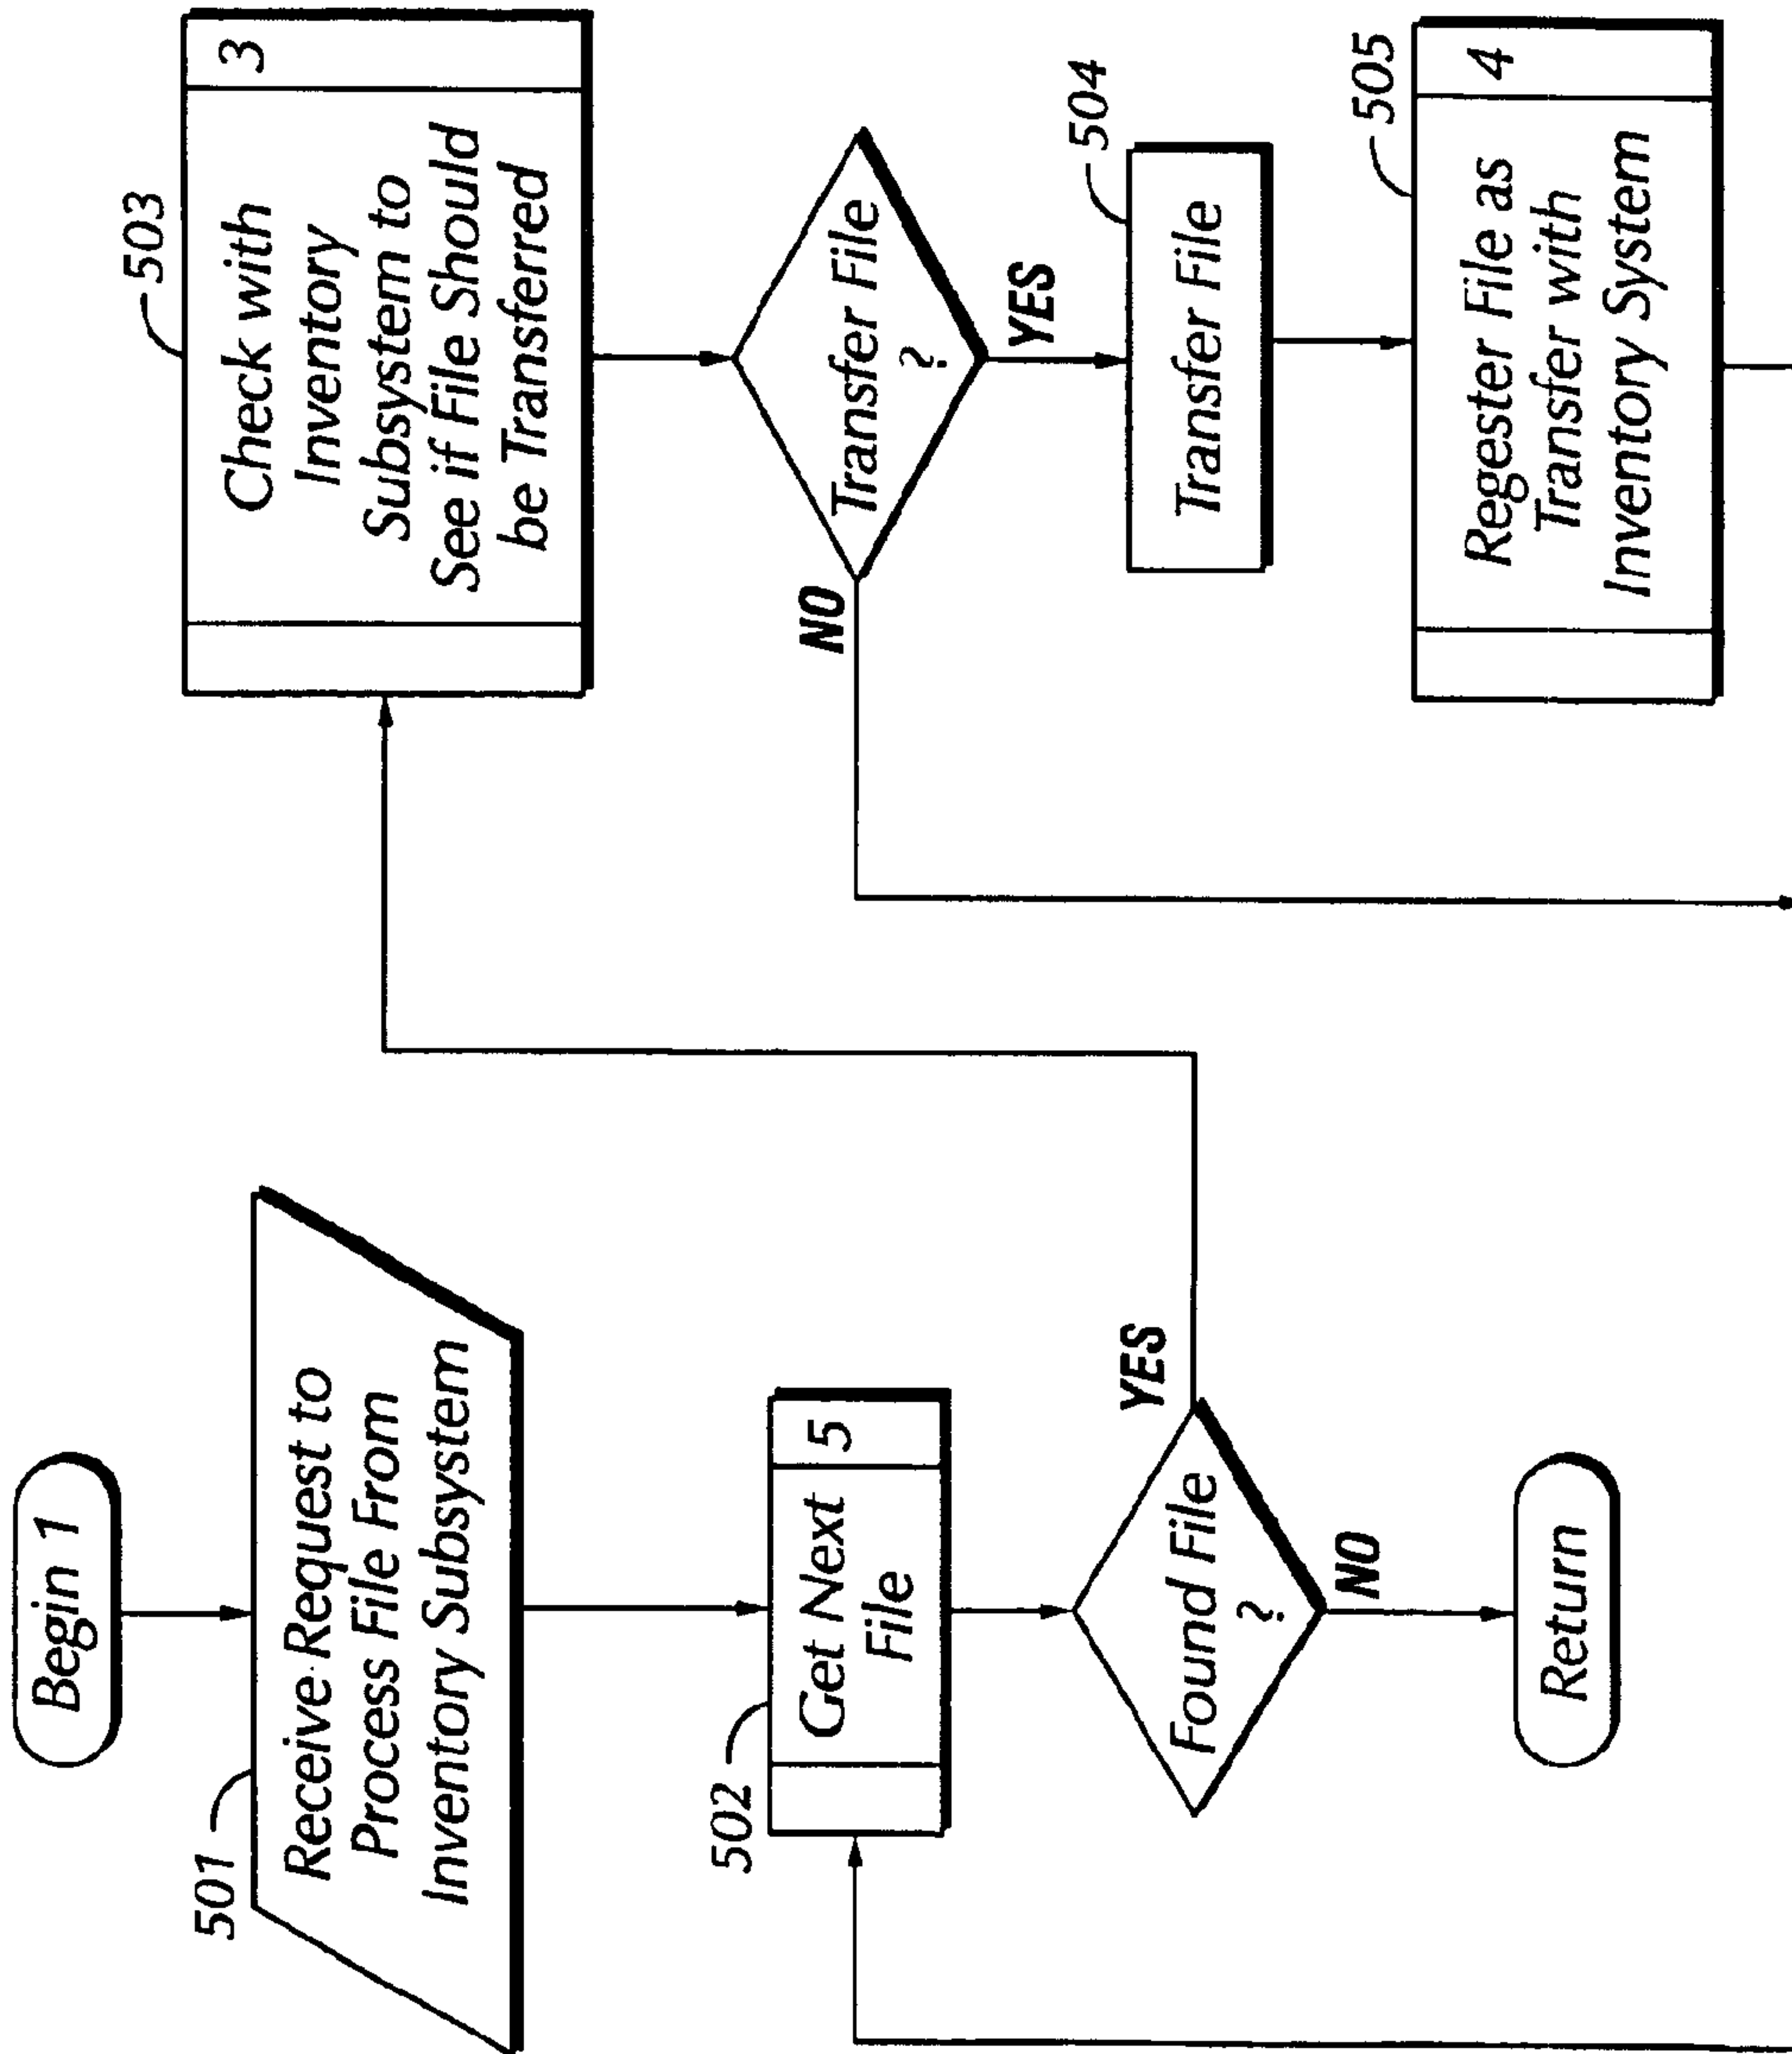 Begin 1
501
Receive Request to
Process File From
Inventory Subsystem
502
Get Next
File
5
Found File
?
YES
NO
Return
503
Check with
Inventory
Subsystem to
See if File Should
be Transferred
3
Transfer File
?
NO
YES
504
Transfer File
505
Regester File as
Transfer with
Inventory System
4